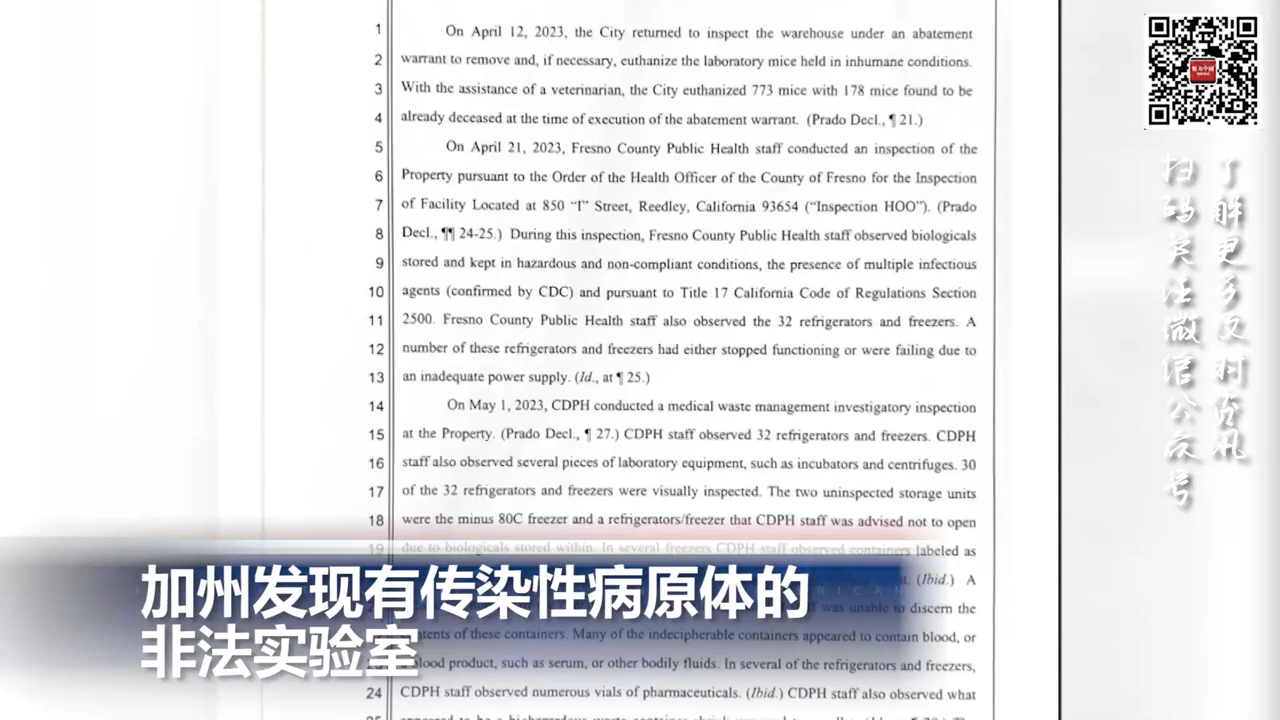 1 On April 12, 2023, the City returned to inspect the warehouse under an abatement
2 warrant to remove and, if necessary, euthanize the laboratory mice held in inhumane conditions.
3 With the assistance of a veterinarian, the City euthanized 773 mice with 178 mice found to be
4 already deceased at the time of execution of the abatement warrant. (Prado Decl., ¶ 21.)
5 On April 21, 2023, Fresno County Public Health staff conducted an inspection of the
6 Property pursuant to the Order of the Health Officer of the County of Fresno for the Inspection
7 of Facility Located at 850 “I” Street, Reedley, California 93654 (“Inspection HOO”). (Prado
8 Decl., ¶¶ 24-25.) During this inspection, Fresno County Public Health staff observed biologicals
9 stored and kept in hazardous and non-compliant conditions, the presence of multiple infectious
10 agents (confirmed by CDC) and pursuant to Title 17 California Code of Regulations Section
11 2500. Fresno County Public Health staff also observed the 32 refrigerators and freezers. A
12 number of these refrigerators and freezers had either stopped functioning or were failing due to
13 an inadequate power supply. (Id., at ¶ 25.)
14 On May 1, 2023, CDPH conducted a medical waste management investigatory inspection
15 at the Property. (Prado Decl., ¶ 27.) CDPH staff observed 32 refrigerators and freezers. CDPH
16 staff also observed several pieces of laboratory equipment, such as incubators and centrifuges. 30
17 of the 32 refrigerators and freezers were visually inspected. The two uninspected storage units
18 were the minus 80C freezer and a refrigerators/freezer that CDPH staff was advised not to open
19 due to biologicals stored within. In several freezers CDPH staff observed containers labeled as
(Ibid.) A
was unable to discern the
of these containers. Many of the indecipherable containers appeared to contain blood, or
blood product, such as serum, or other bodily fluids. In several of the refrigerators and freezers,
24 CDPH staff observed numerous vials of pharmaceuticals. (Ibid.) CDPH staff also observed what
加州发现有传染性病原体的
非法实验室
了解更多文字资讯
扫码关注微信公众号